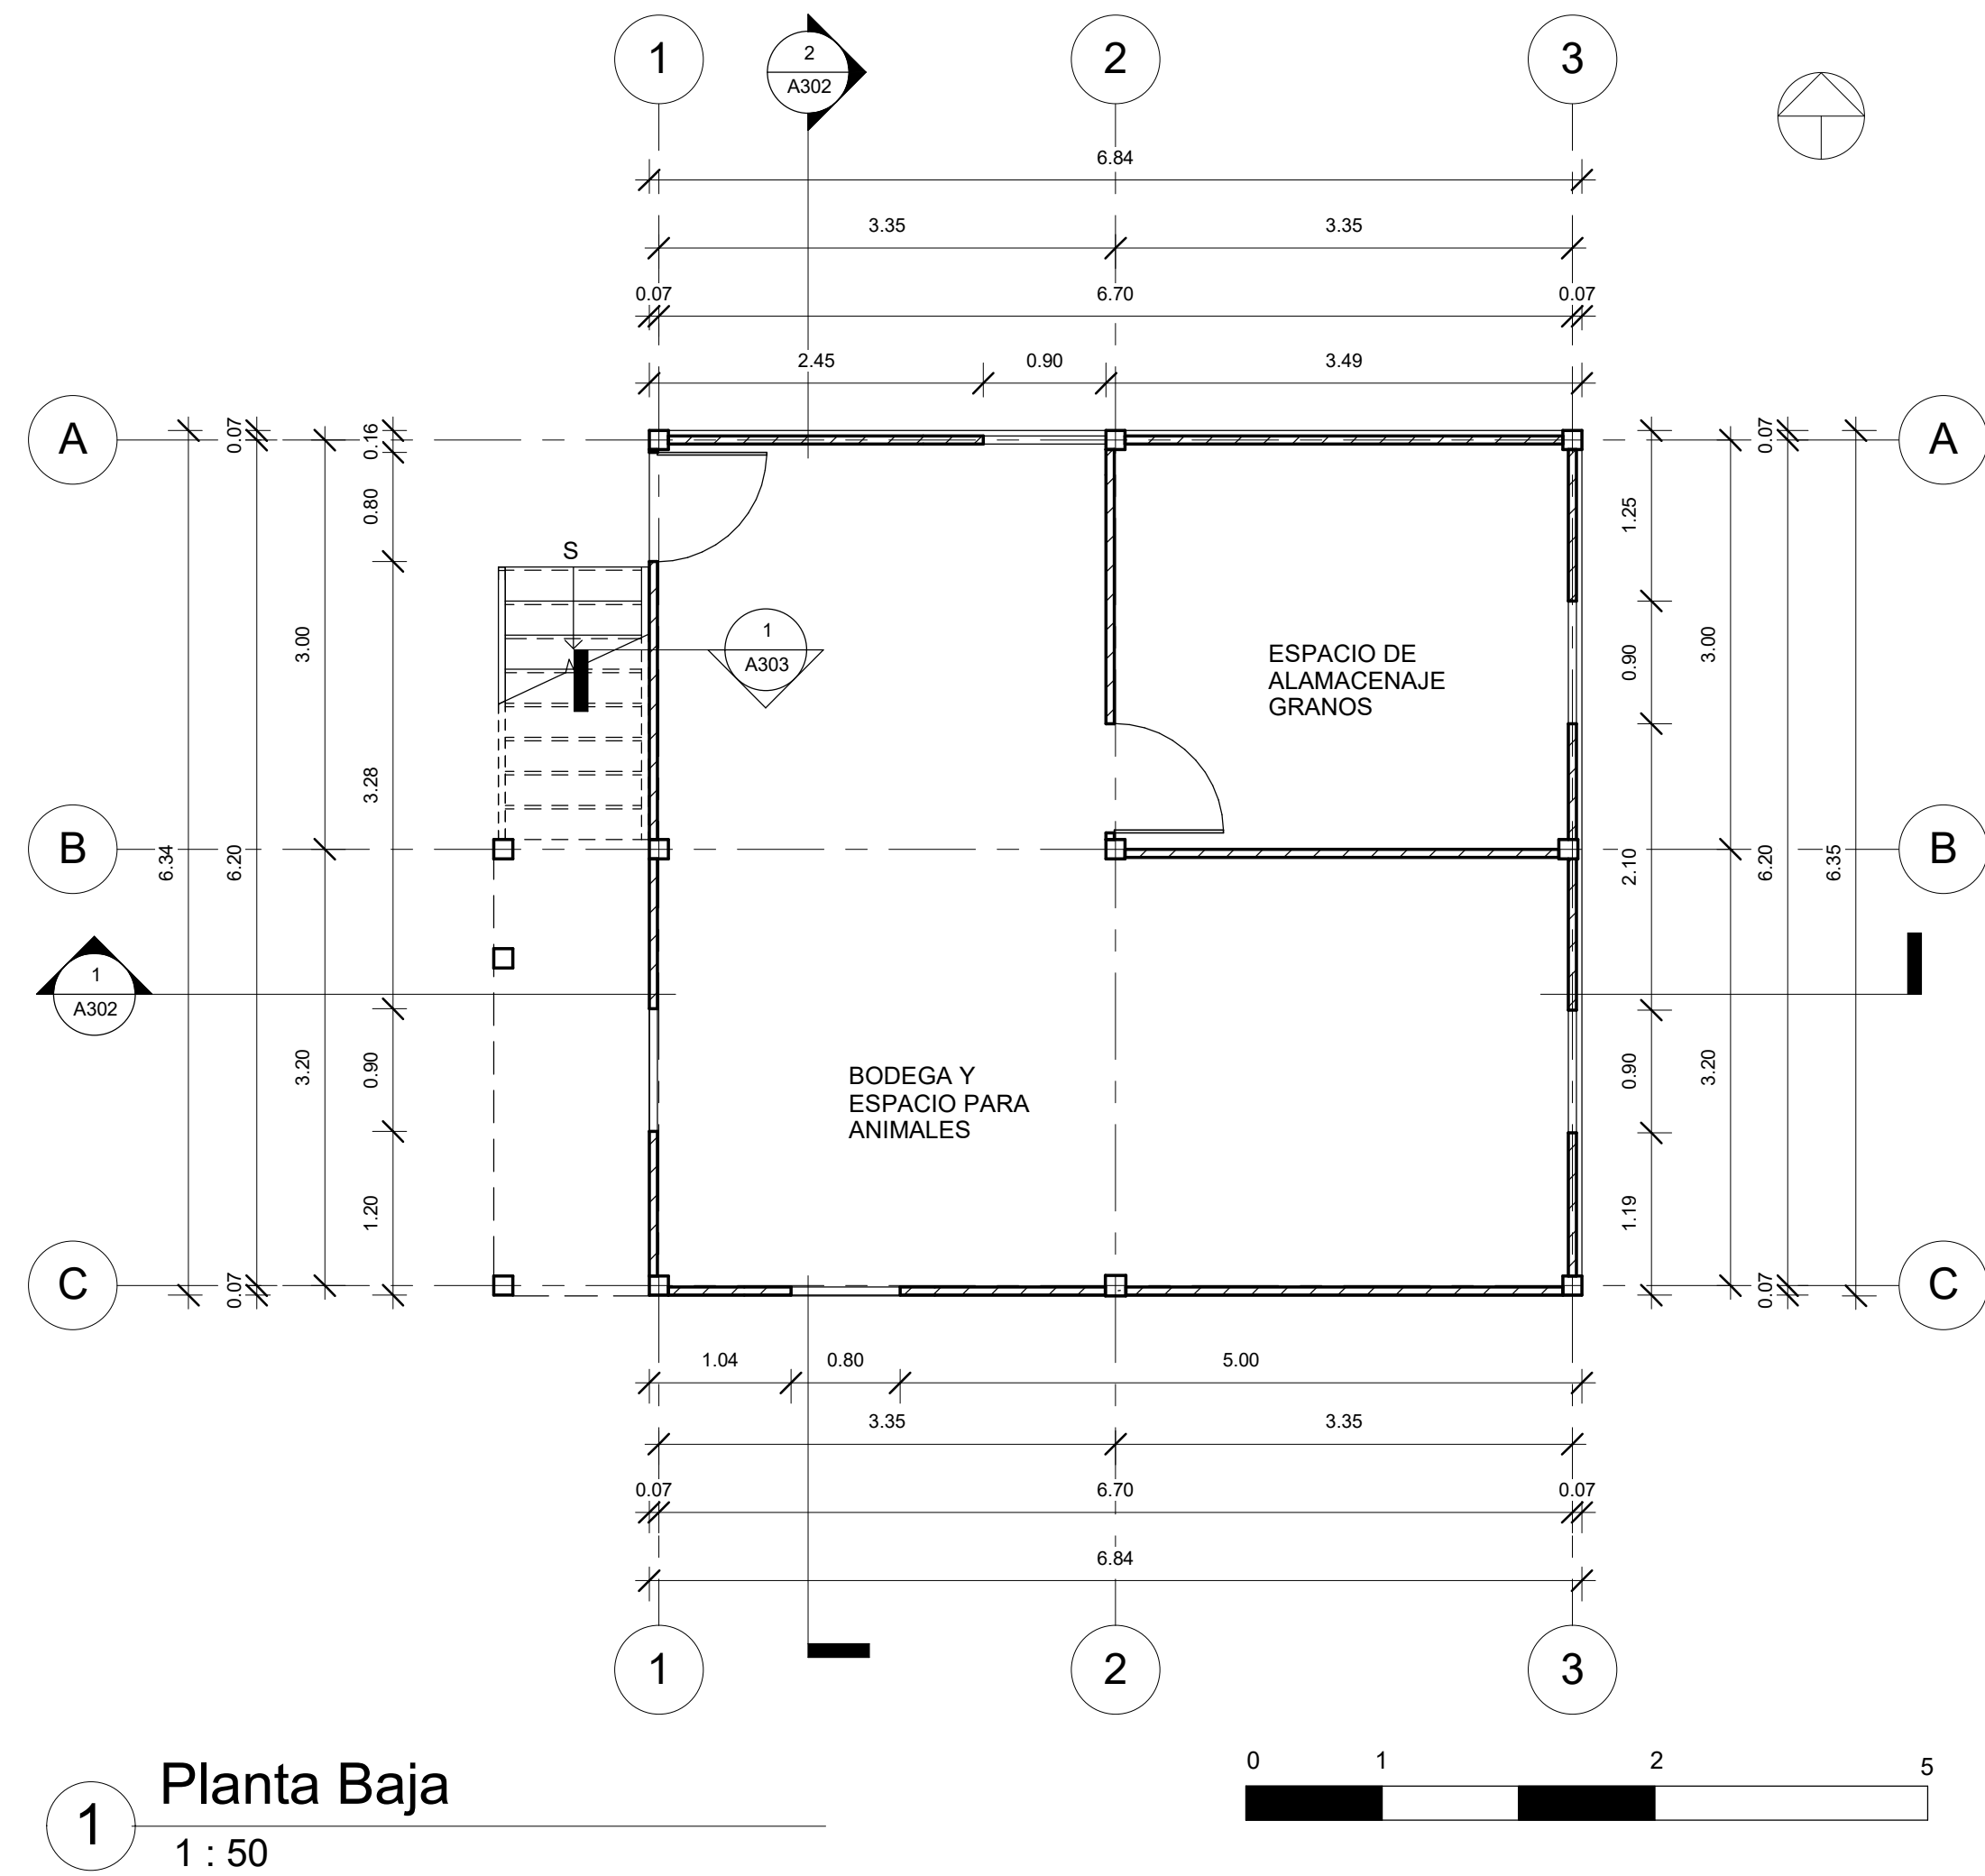 1 2 3
2
A302
6.84
3.35 3.35
0.07 6.70 0.07
2.45 0.90 3.49
A A
0.07
0.16
0.07
0.80
1.25
S
3.00
1
A303
ESPACIO DE
ALAMACENAJE
GRANOS
0.90
3.00
3.28
B B
6.34
6.20
2.10
6.20
6.35
1
A302
3.20
0.90
BODEGA Y
ESPACIO PARA
ANIMALES
0.90
3.20
1.20
1.19
C C
0.07
0.07
1.04 0.80 5.00
3.35 3.35
0.07 6.70 0.07
6.84
1 2 3
0 1 2 5
1 Planta Baja
1 : 50